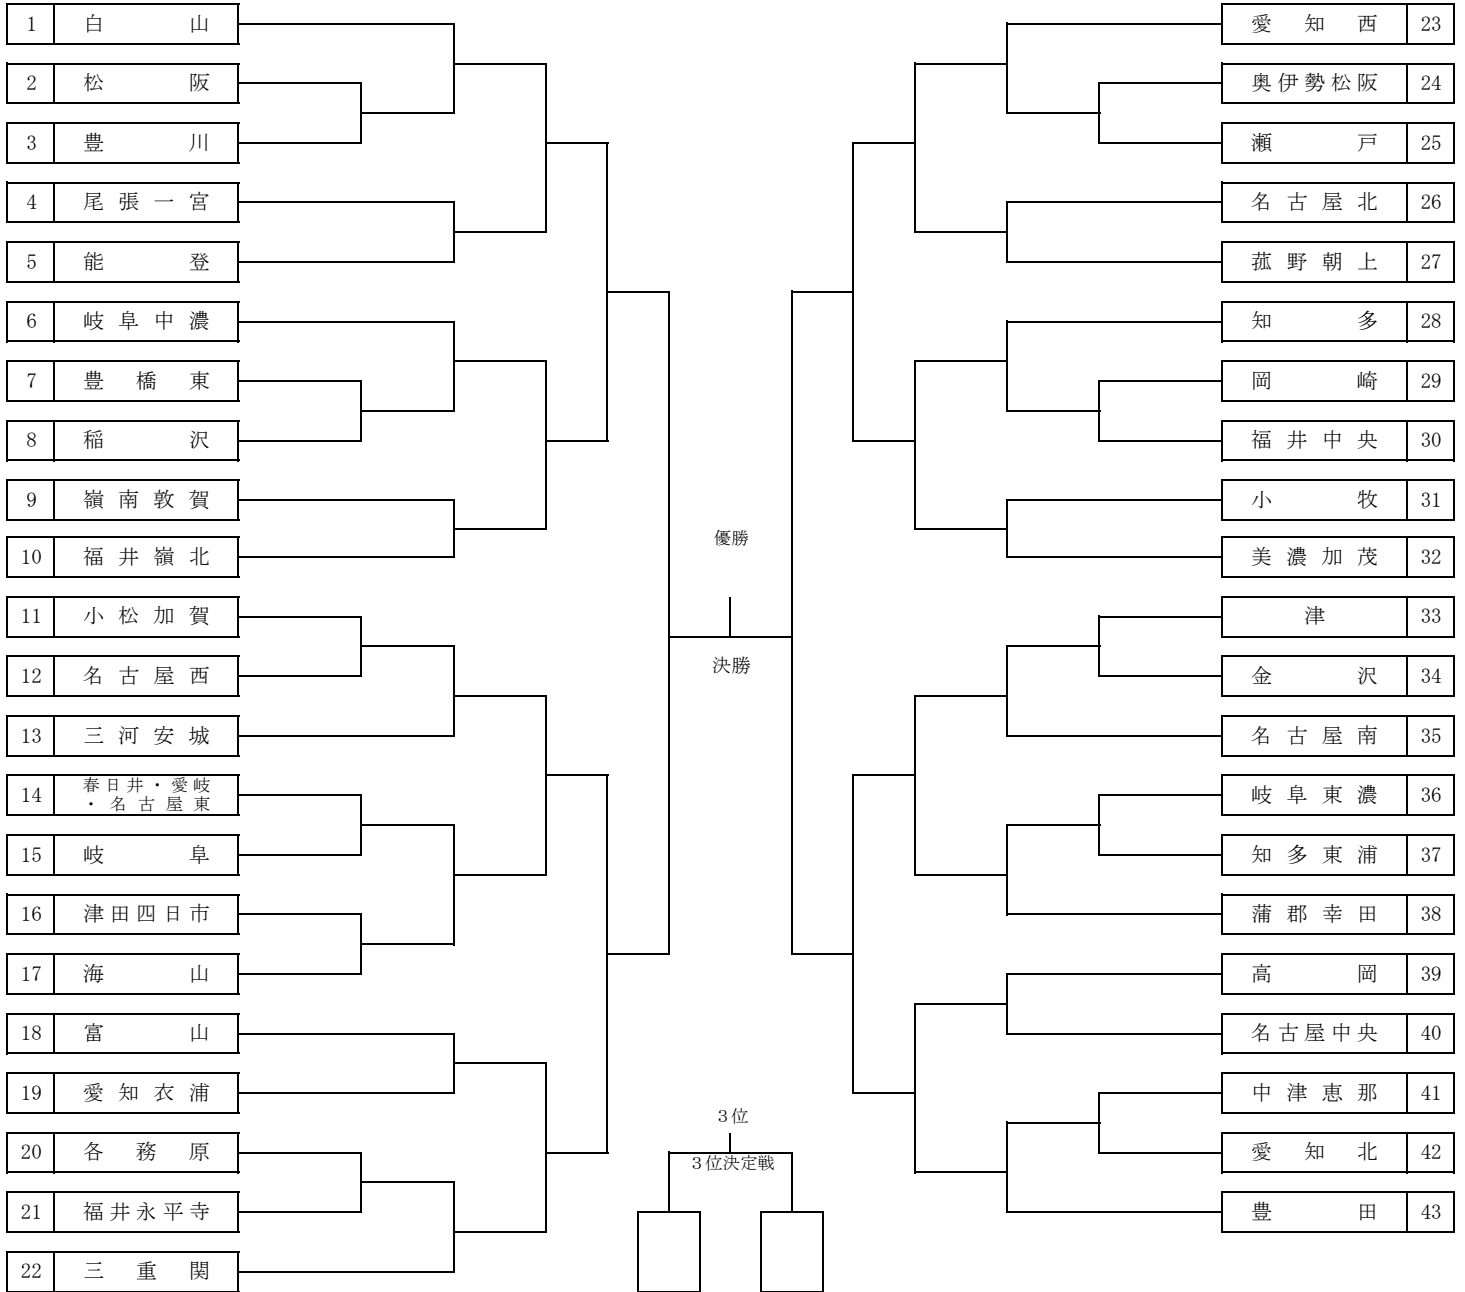 1 白山
2 松阪
3 豊川
4 尾張一宮
5 能登
6 岐阜中濃
7 豊橋東
8 稲沢
9 嶺南敦賀
10 福井嶺北
11 小松加賀
12 名古屋西
13 三河安城
14 春日井・愛岐
・名古屋東
15 岐阜
16 津田四日市
17 海山
18 富山
19 愛知衣浦
20 各務原
21 福井永平寺
22 三重関
優勝
決勝
３位
３位決定戦
愛知西 23
奥伊勢松阪 24
瀬戸 25
名古屋北 26
菰野朝上 27
知多 28
岡崎 29
福井中央 30
小牧 31
美濃加茂 32
津 33
金沢 34
名古屋南 35
岐阜東濃 36
知多東浦 37
蒲郡幸田 38
高岡 39
名古屋中央 40
中津恵那 41
愛知北 42
豊田 43